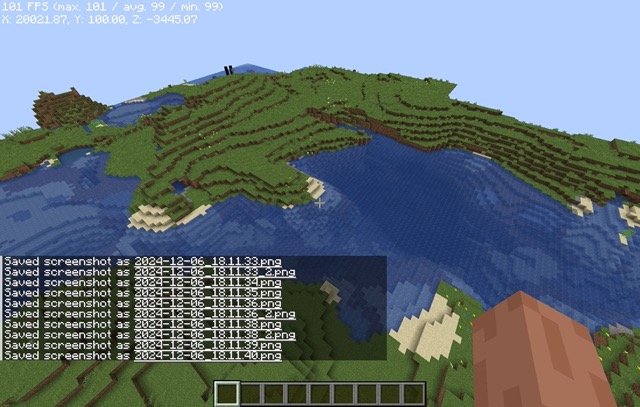 101 FPS (max. 101 / avg. 99 / min. 99)
X: 20021.87, Y: 100.00, Z: -3445.07
Saved screenshot as 2024-12-06_18.11.33.png
Saved screenshot as 2024-12-06_18.11.33_2.png
Saved screenshot as 2024-12-06_18.11.34.png
Saved screenshot as 2024-12-06_18.11.35.png
Saved screenshot as 2024-12-06_18.11.36.png
Saved screenshot as 2024-12-06_18.11.36_2.png
Saved screenshot as 2024-12-06_18.11.38.png
Saved screenshot as 2024-12-06_18.11.38_2.png
Saved screenshot as 2024-12-06_18.11.39.png
Saved screenshot as 2024-12-06_18.11.40.png